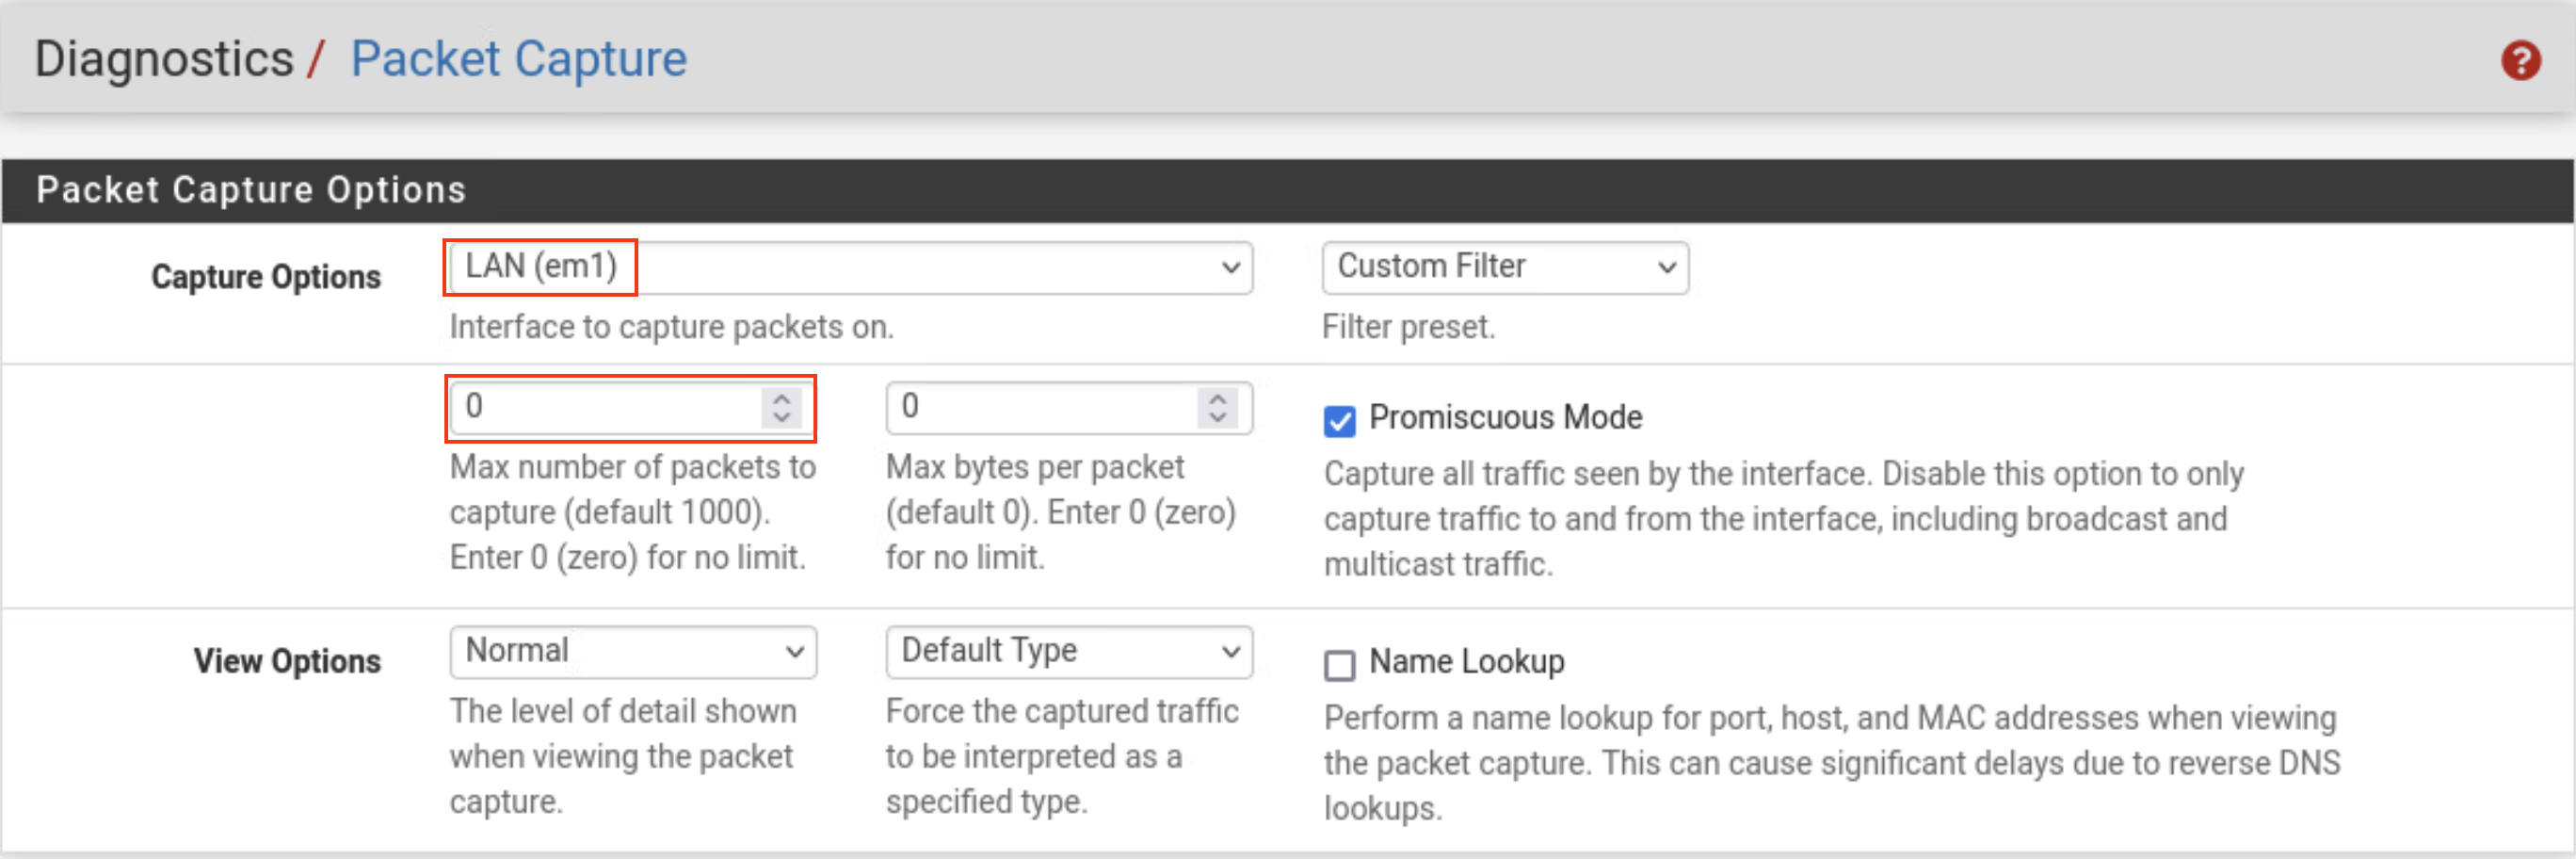 Diagnostics / Packet Capture
?
Packet Capture Options
Capture Options
LAN (em1)
Interface to capture packets on.
Custom Filter
Filter preset.
0
Max number of packets to
capture (default 1000).
Enter 0 (zero) for no limit.
0
Max bytes per packet
(default 0). Enter 0 (zero)
for no limit.
Promiscuous Mode
Capture all traffic seen by the interface. Disable this option to only
capture traffic to and from the interface, including broadcast and
multicast traffic.
View Options
Normal
The level of detail shown
when viewing the packet
capture.
Default Type
Force the captured traffic
to be interpreted as a
specified type.
Name Lookup
Perform a name lookup for port, host, and MAC addresses when viewing
the packet capture. This can cause significant delays due to reverse DNS
lookups.